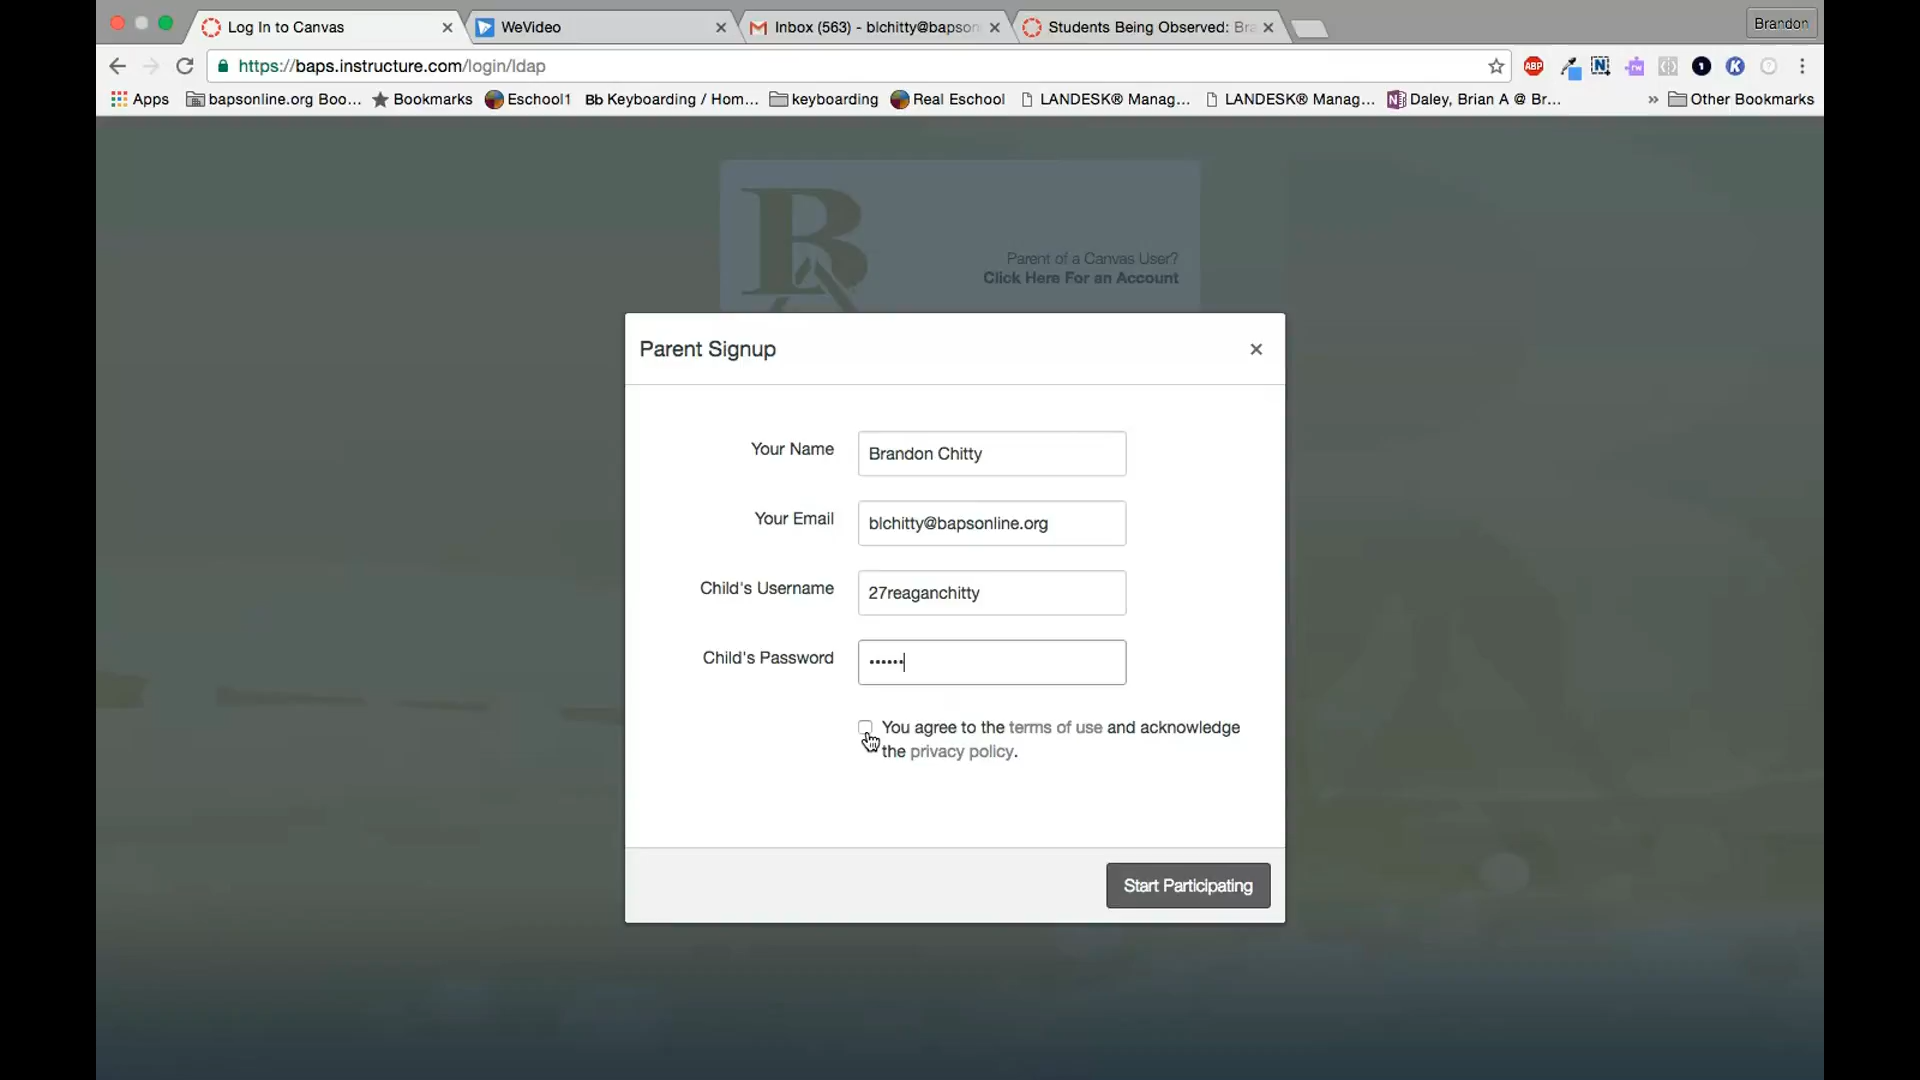 Log In to Canvas
WeVideo
Inbox (563) - blchitty@bapson
Students Being Observed: Bra
Brandon
https://baps.instructure.com/login/ldap
ABP
Apps
bapsonline.org Boo...
Bookmarks
Eschool1
Bb Keyboarding / Hom...
keyboarding
Real Eschool
LANDESK® Manag...
LANDESK® Manag...
Daley, Brian A @ Br...
» Other Bookmarks
B
Parent of a Canvas User?
Click Here For an Account
Parent Signup
Your Name
Brandon Chitty
Your Email
blchitty@bapsonline.org
Child's Username
27reaganchitty
Child's Password
••••••
You agree to the terms of use and acknowledge
the privacy policy.
Start Participating